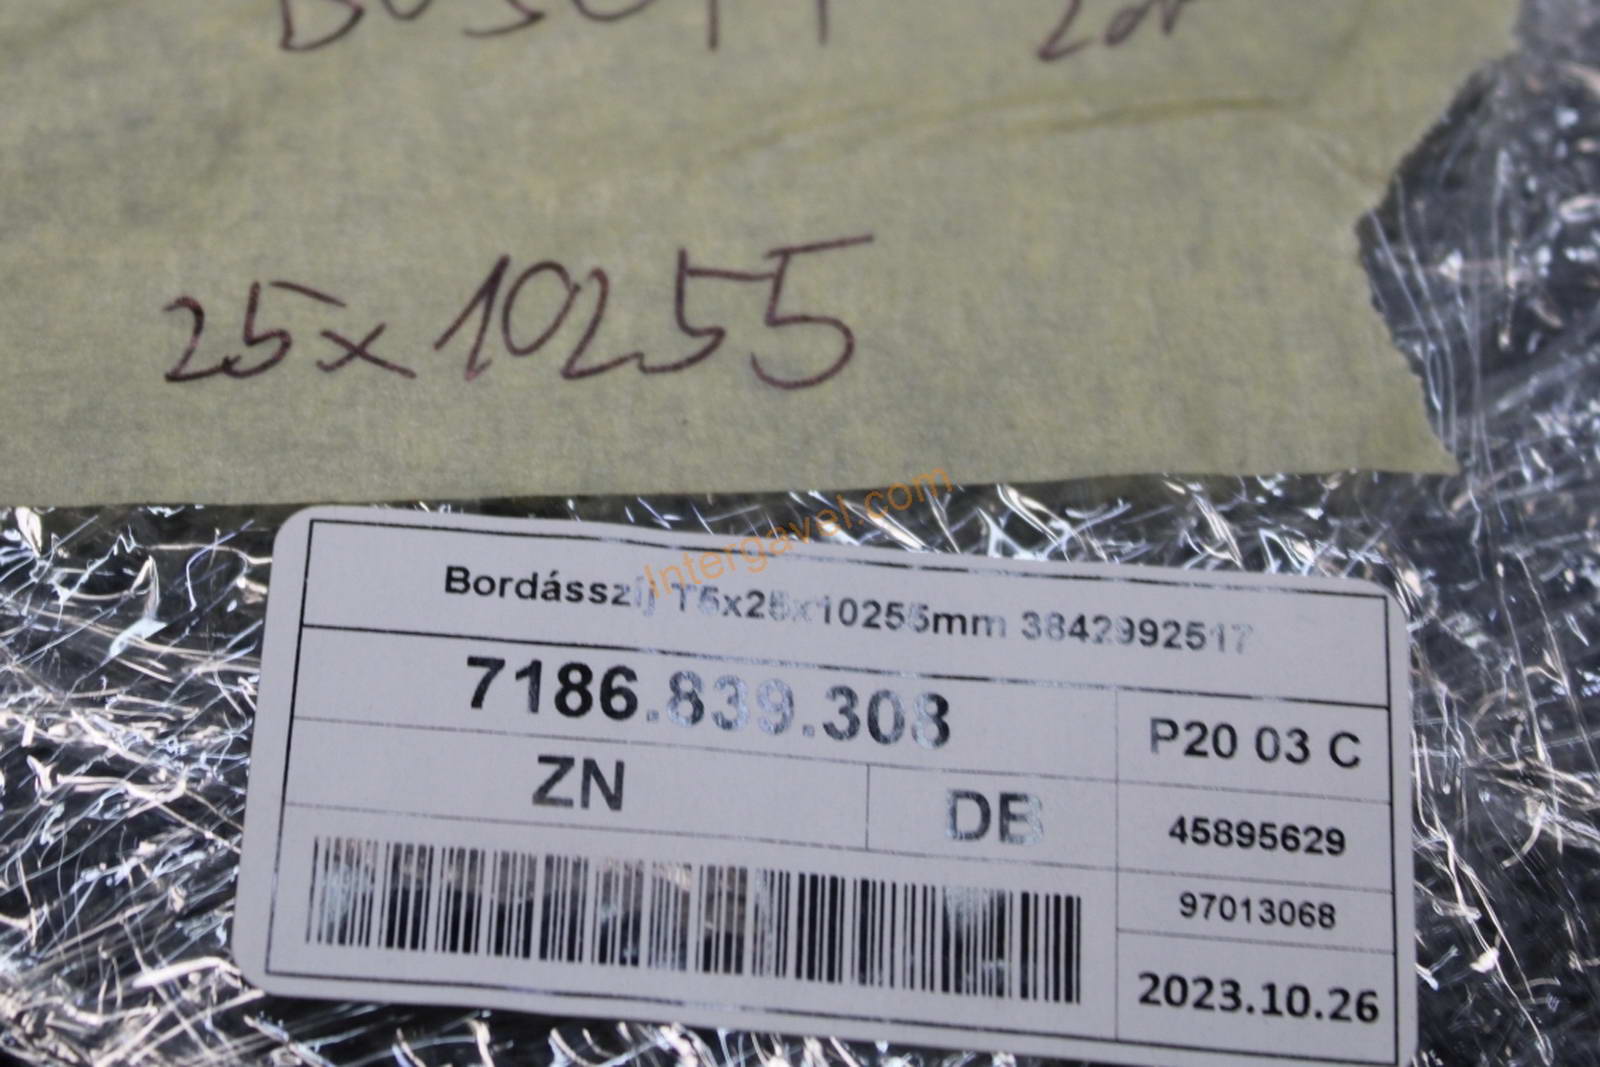 25x10255
Intergavel.com
Bordásszíj T5x25x10255mm 3842992517
7186.839.308
P20 03 C
ZN
DB
45895629
97013068
2023.10.26